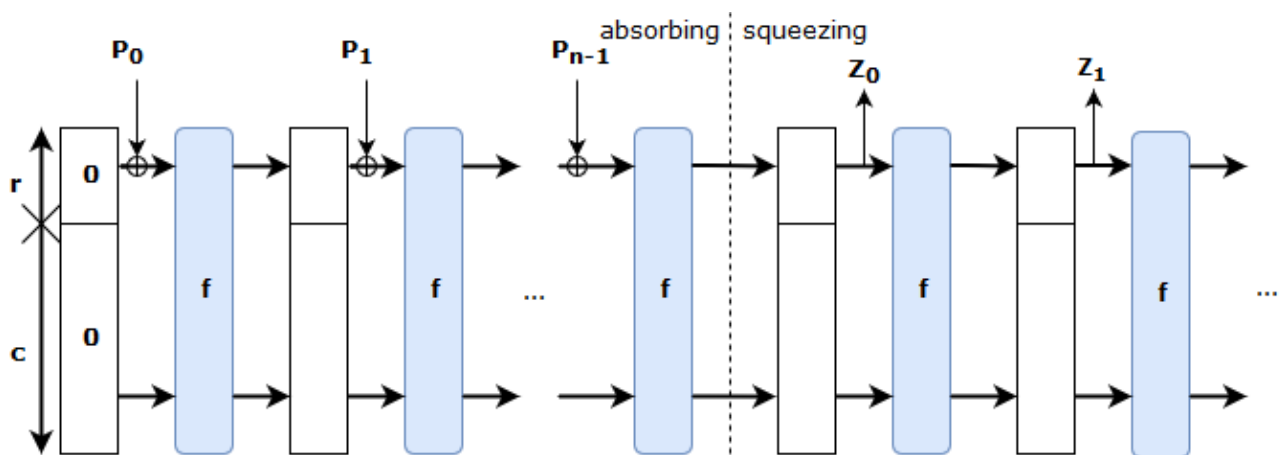 absorbing squeezing
P0 P1 Pn-1 Z0 Z1
r 0
f f ... f f f ...
c 0